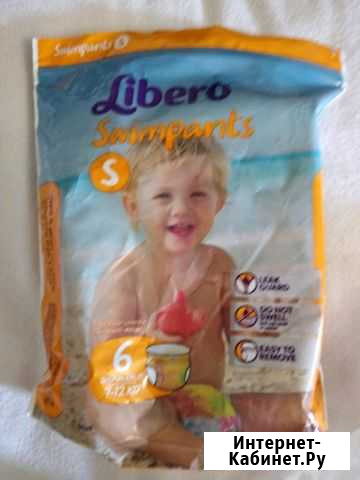 Swimpants S
Libero
Swimpants
S
LEAK
GUARD
DO NOT
SWELL
EASY TO
REMOVE
6
7-12 KG
Интернет-
Кабинет.Ру